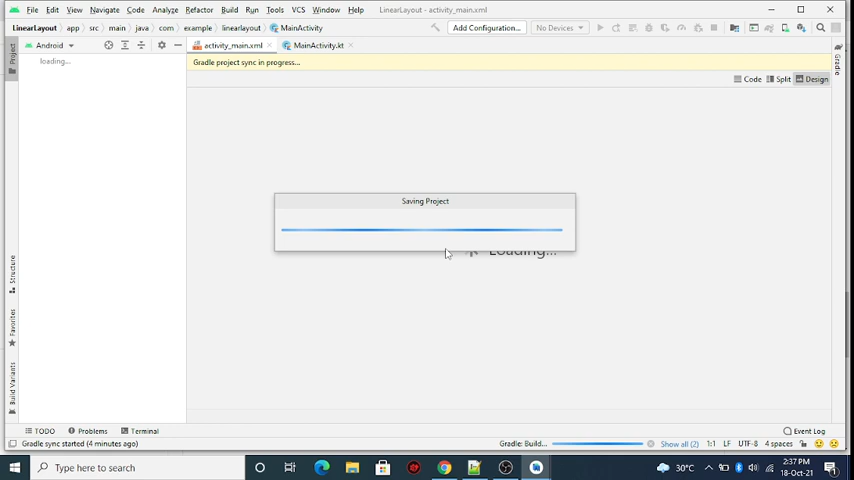 File Edit View Navigate Code Analyze Refactor Build Run Tools VCS Window Help LinearLayout - activity_main.xml
LinearLayout app src main java com example linearlayout MainActivity Add Configuration... No Devices
Android activity_main.xml MainActivity.kt
Project
Gradle
loading...
Gradle project sync in progress...
Code Split Design
Saving Project
Loading...
Structure
Favorites
Build Variants
TODO Problems Terminal Event Log
Gradle sync started (4 minutes ago) Gradle: Build... Show all (2) 1:1 LF UTF-8 4 spaces
Type here to search 30°C 2:37 PM
18-Oct-21 1